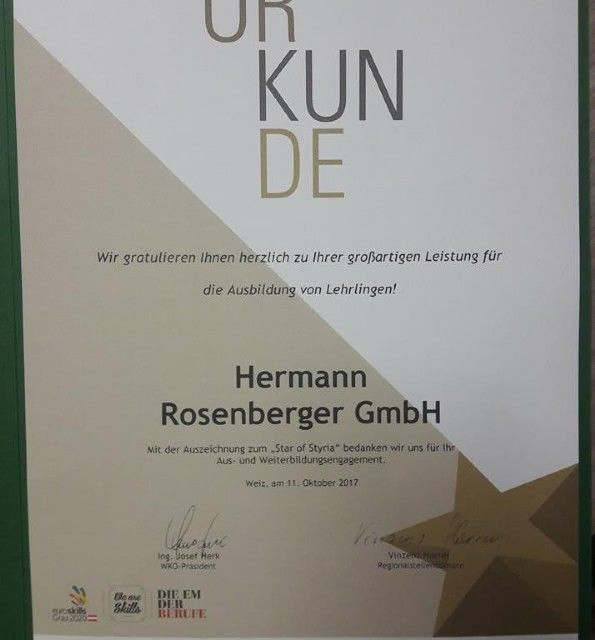 UR
KUN
DE
Wir gratulieren Ihnen herzlich zu Ihrer großartigen Leistung für
die Ausbildung von Lehrlingen!
Hermann
Rosenberger GmbH
Mit der Auszeichnung zum „Star of Styria“ bedanken wir uns für Ihr
Aus- und Weiterbildungsengagement.
Weiz, am 11. Oktober 2017
Ing. Josef Herk
WKO-Präsident
Vinzenz Harrer
Regionalstellenobmann
euroskills
Graz2020
We are
Skills
DIE EM
DER
BERUFE